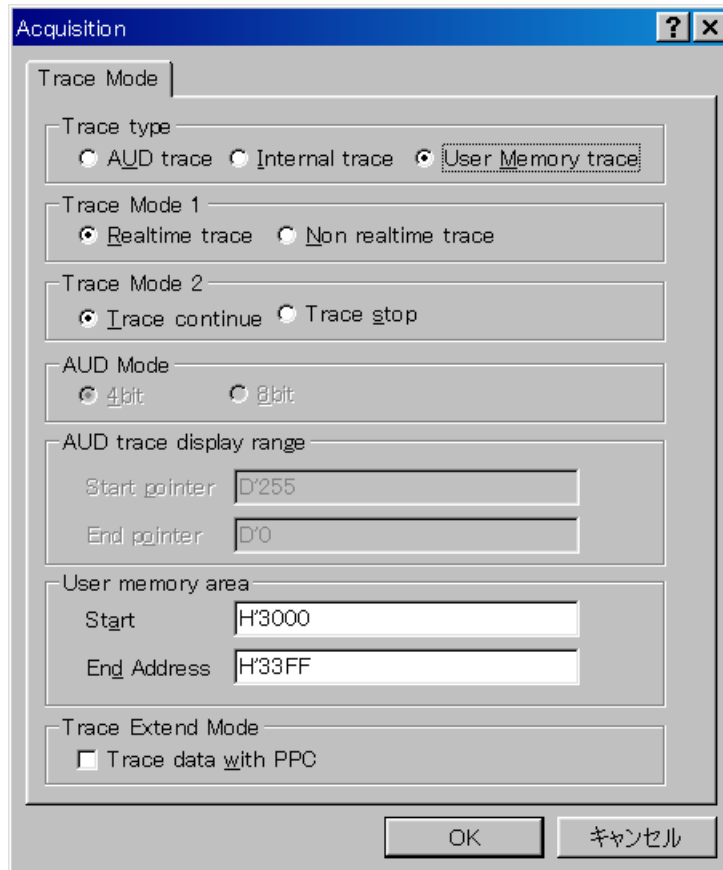 Acquisition
Trace Mode
Trace type
AUD trace Internal trace User Memory trace
Trace Mode 1
Realtime trace Non realtime trace
Trace Mode 2
Trace continue Trace stop
AUD Mode
4bit 8bit
AUD trace display range
Start pointer D'255
End pointer D'0
User memory area
Start H'3000
End Address H'33FF
Trace Extend Mode
Trace data with PPC
OK キャンセル